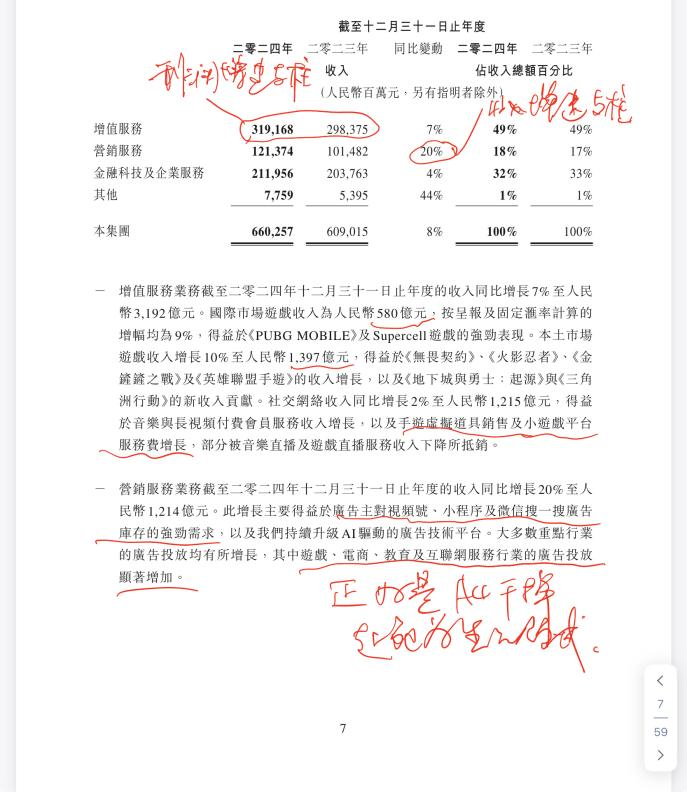 截至十二月三十一日止年度
二零二四年 二零二三年 同比變動 二零二四年 二零二三年
收入 佔收入總額百分比
(人民幣百萬元，另有指明者除外)
增速支柱
收入增速支柱
增值服務 319,168 298,375 7% 49% 49%
營銷服務 121,374 101,482 20% 18% 17%
金融科技及企業服務 211,956 203,763 4% 32% 33%
其他 7,759 5,395 44% 1% 1%
本集團 660,257 609,015 8% 100% 100%
— 增值服務業務截至二零二四年十二月三十一日止年度的收入同比增長7%至人民
幣3,192億元。國際市場遊戲收入為人民幣580億元，按呈報及固定滙率計算的
增幅均為9%，得益於《PUBG MOBILE》及Supercell遊戲的強勁表現。本土市場
遊戲收入增長10%至人民幣1,397億元，得益於《無畏契約》、《火影忍者》、《金
鏟鏟之戰》及《英雄聯盟手遊》的收入增長，以及《地下城與勇士：起源》與《三角
洲行動》的新收入貢獻。社交網絡收入同比增長2%至人民幣1,215億元，得益
於音樂與長視頻付費會員服務收入增長，以及手遊虛擬道具銷售及小遊戲平台
服務費增長，部分被音樂直播及遊戲直播服務收入下降所抵銷。
— 營銷服務業務截至二零二四年十二月三十一日止年度的收入同比增長20%至人
民幣1,214億元。此增長主要得益於廣告主對視頻號、小程序及微信搜一搜廣告
庫存的強勁需求，以及我們持續升級AI驅動的廣告技術平台。大多數重點行業
的廣告投放均有所增長，其中遊戲、電商、教育及互聯網服務行業的廣告投放
顯著增加。
正
7
7
59